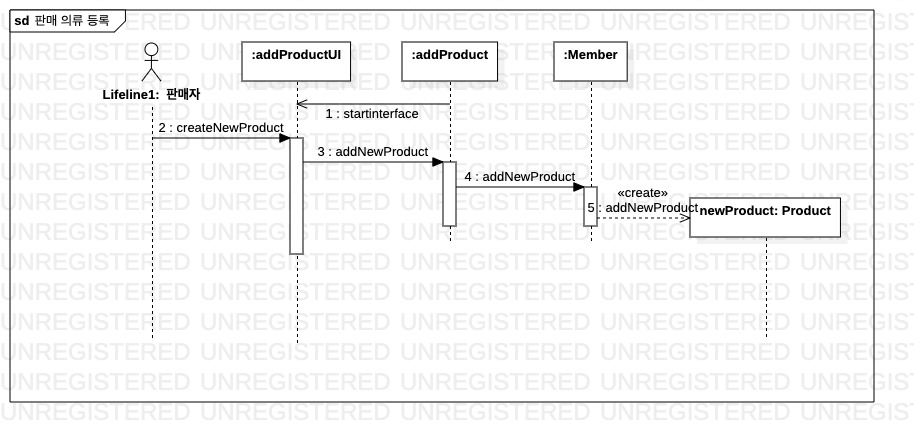 sd 판매 의류 등록
:addProductUI
:addProduct
:Member
Lifeline1: 판매자
1 : startinterface
2 : createNewProduct
3 : addNewProduct
4 : addNewProduct
«create»
5 : addNewProduct
newProduct: Product
UNREGISTERED UNREGISTERED UNREGISTERED UNREGISTERED UNREGISTERED